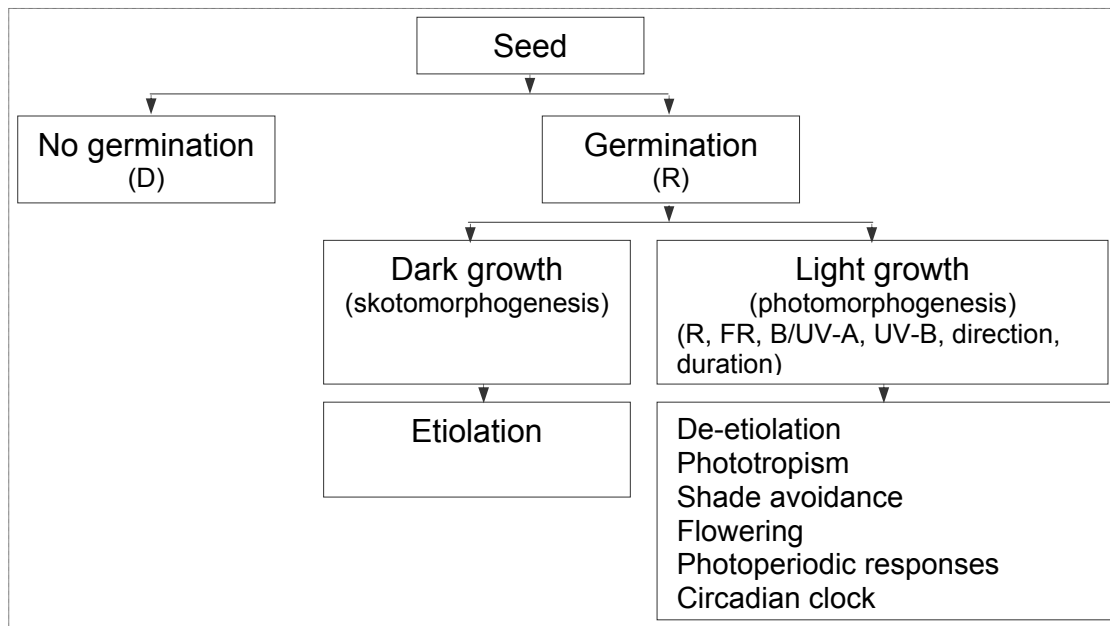 Seed
No germination
(D)
Germination
(R)
Dark growth
(skotomorphogenesis)
Light growth
(photomorphogenesis)
(R, FR, B/UV-A, UV-B, direction,
duration)
Etiolation
De-etiolation
Phototropism
Shade avoidance
Flowering
Photoperiodic responses
Circadian clock